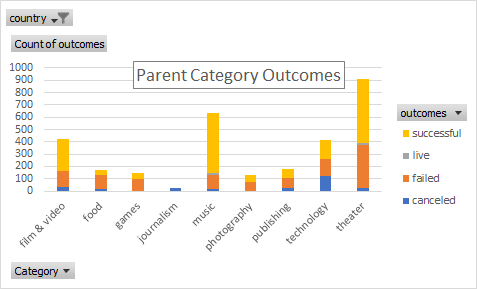 country
Count of outcomes
Parent Category Outcomes
1000
900
800
700
600
500
400
300
200
100
0
film & video
food
games
journalism
music
photography
publishing
technology
theater
outcomes
successful
live
failed
canceled
Category